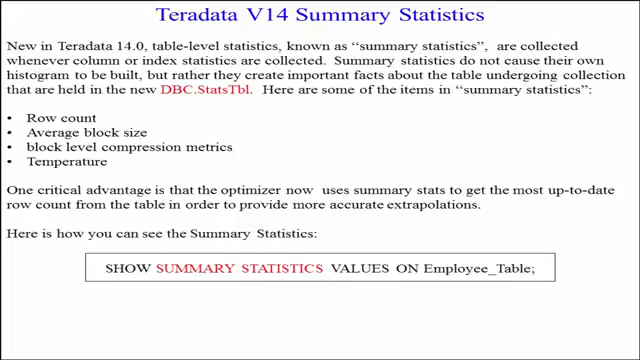 Teradata V14 Summary Statistics
New in Teradata 14.0, table-level statistics, known as “summary statistics”, are collected
whenever column or index statistics are collected. Summary statistics do not cause their own
histogram to be built, but rather they create important facts about the table undergoing collection
that are held in the new DBC.StatsTbl. Here are some of the items in “summary statistics”:
• Row count
• Average block size
• block level compression metrics
• Temperature
One critical advantage is that the optimizer now uses summary stats to get the most up-to-date
row count from the table in order to provide more accurate extrapolations.
Here is how you can see the Summary Statistics:
SHOW SUMMARY STATISTICS VALUES ON Employee_Table;